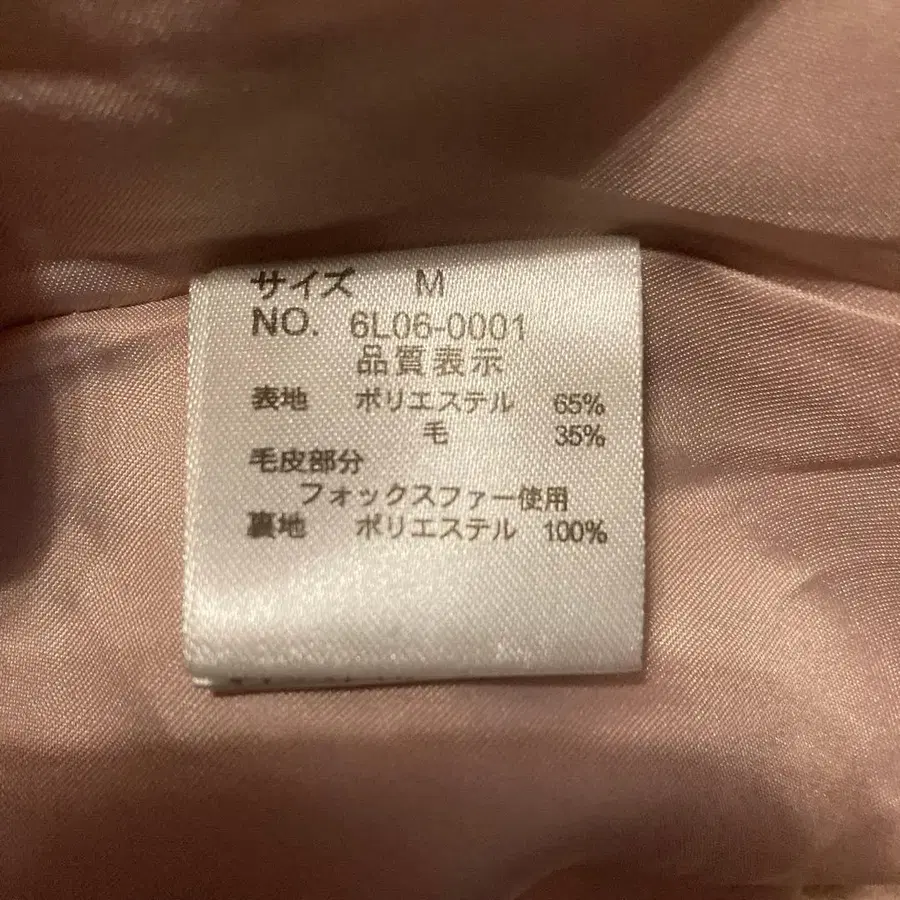 サイズ M
NO. 6L06-0001
品質表示
表地 ポリエステル 65%
毛 35%
毛皮部分
フォックスファー使用
裏地 ポリエステル 100%